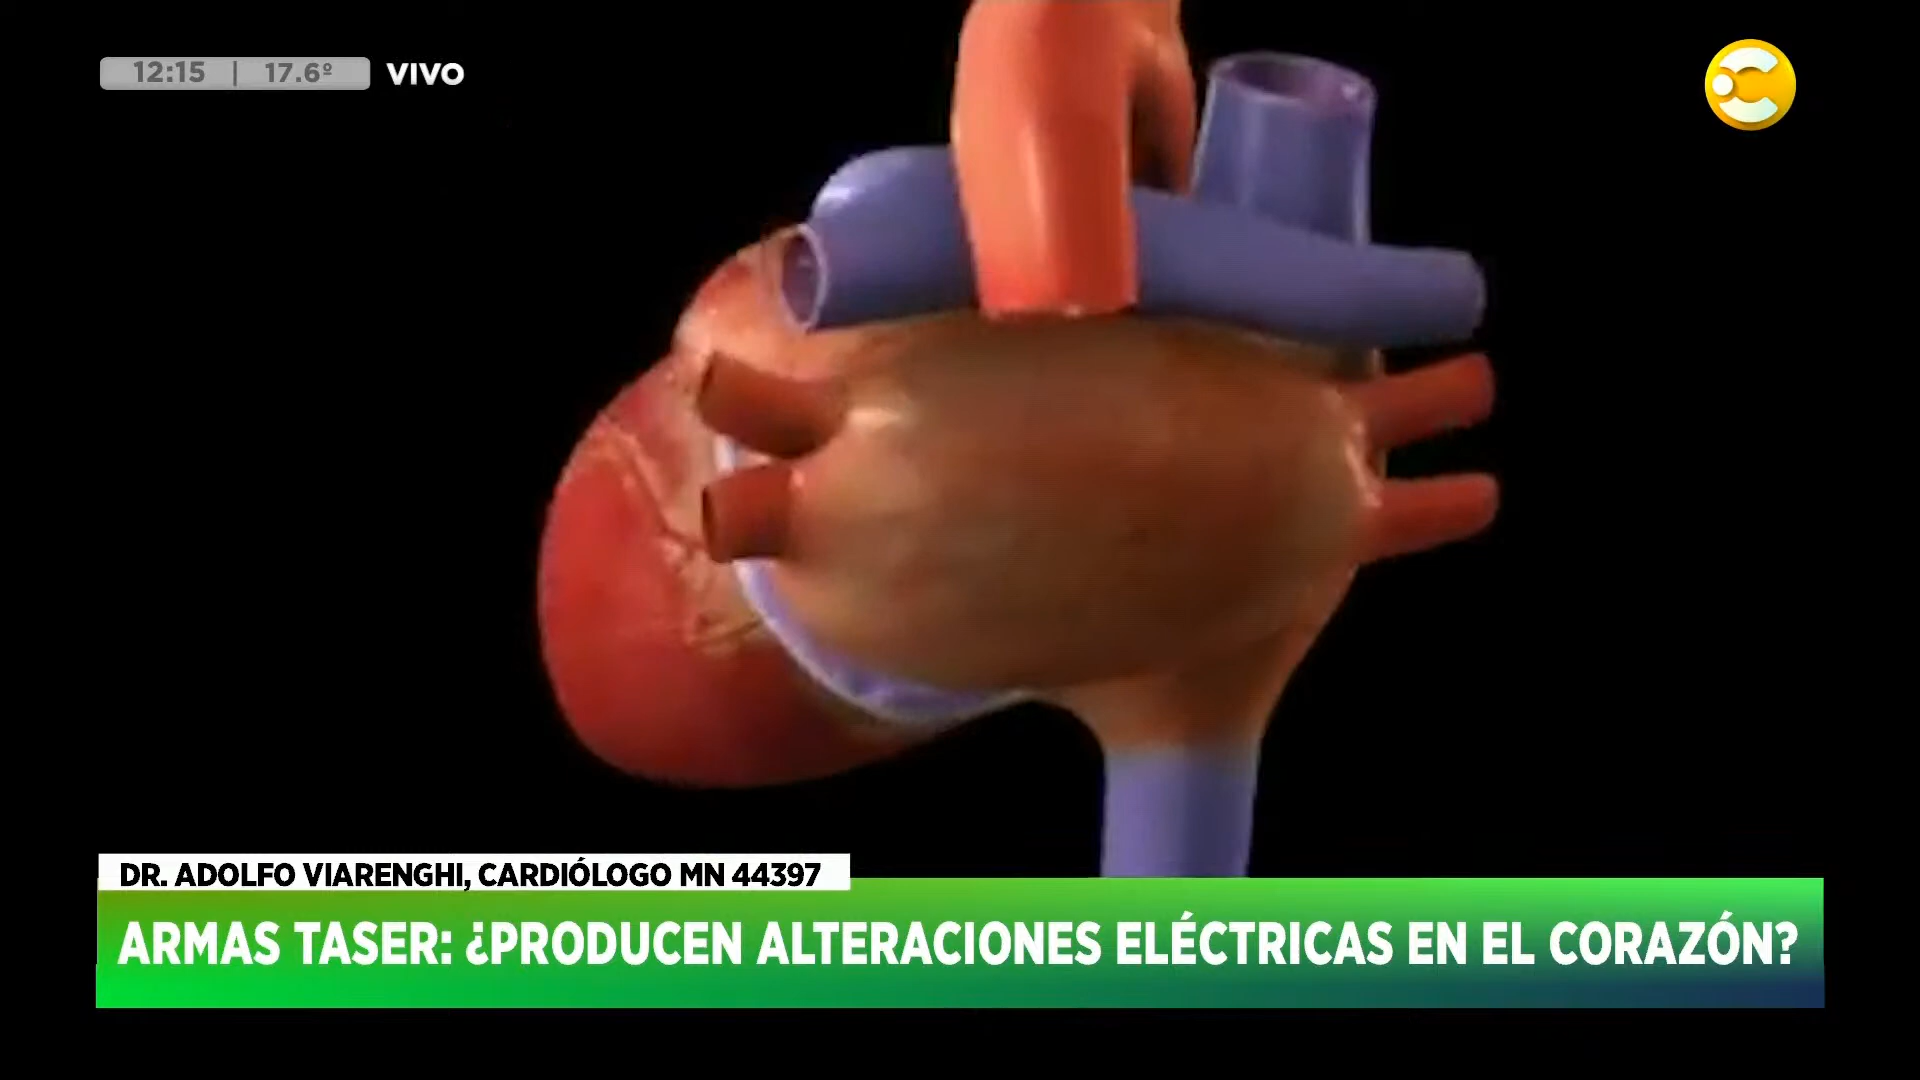 12:15 | 17.6º VIVO
DR. ADOLFO VIARENGHI, CARDIÓLOGO MN 44397
ARMAS TASER: ¿PRODUCEN ALTERACIONES ELÉCTRICAS EN EL CORAZÓN?